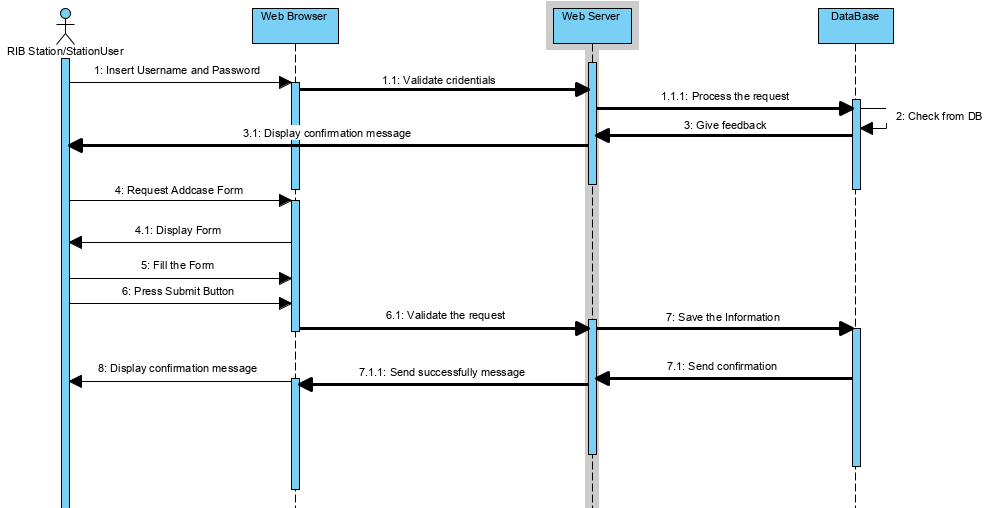 Web Browser
Web Server
DataBase
RIB Station/StationUser
1: Insert Username and Password
1.1: Validate cridentials
1.1.1: Process the request
2: Check from DB
3: Give feedback
3.1: Display confirmation message
4: Request Addcase Form
4.1: Display Form
5: Fill the Form
6: Press Submit Button
6.1: Validate the request
7: Save the Information
7.1: Send confirmation
7.1.1: Send successfully message
8: Display confirmation message